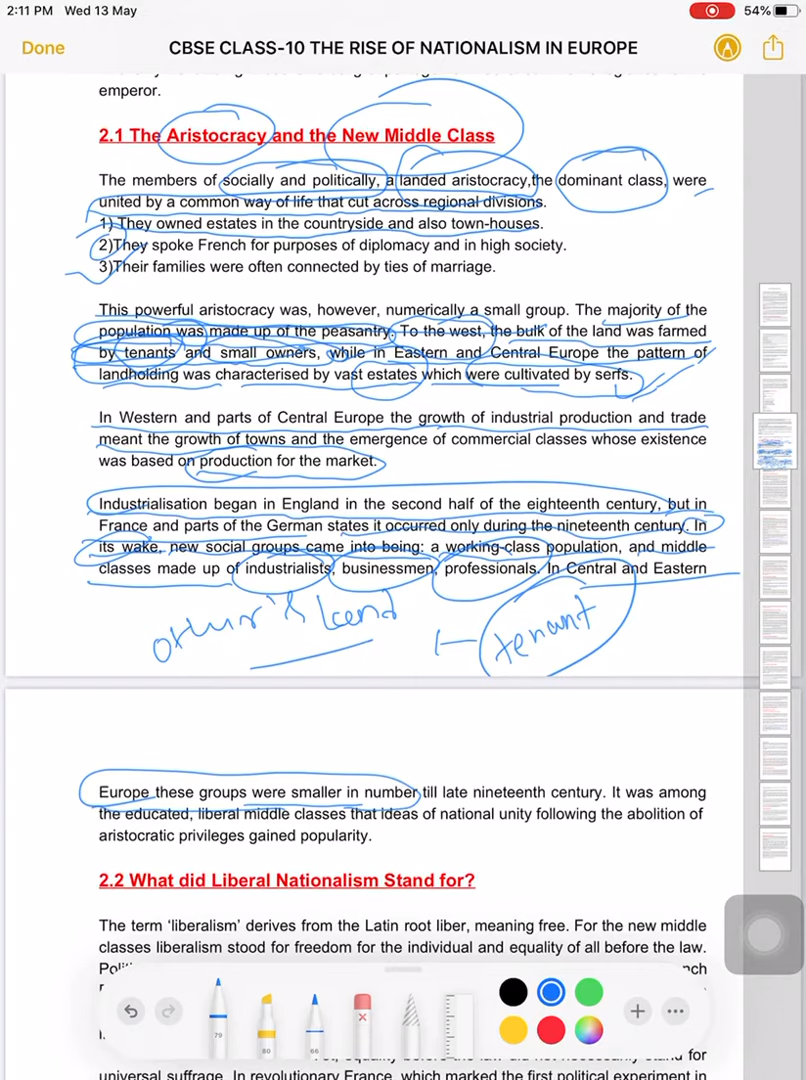 2:11 PM Wed 13 May
54%
Done
CBSE CLASS-10 THE RISE OF NATIONALISM IN EUROPE
emperor.
2.1 The Aristocracy and the New Middle Class
The members of socially and politically, a landed aristocracy,the dominant class, were
united by a common way of life that cut across regional divisions.
1) They owned estates in the countryside and also town-houses.
2)They spoke French for purposes of diplomacy and in high society.
3)Their families were often connected by ties of marriage.
This powerful aristocracy was, however, numerically a small group. The majority of the
population was made up of the peasantry. To the west, the bulk of the land was farmed
by tenants and small owners, while in Eastern and Central Europe the pattern of
landholding was characterised by vast estates which were cultivated by serfs.
In Western and parts of Central Europe the growth of industrial production and trade
meant the growth of towns and the emergence of commercial classes whose existence
was based on production for the market.
Industrialisation began in England in the second half of the eighteenth century, but in
France and parts of the German states it occurred only during the nineteenth century. In
its wake, new social groups came into being: a working-class population, and middle
classes made up of industrialists, businessmen, professionals. In Central and Eastern
other's land
tenant
Europe these groups were smaller in number till late nineteenth century. It was among
the educated, liberal middle classes that ideas of national unity following the abolition of
aristocratic privileges gained popularity.
2.2 What did Liberal Nationalism Stand for?
The term ‘liberalism’ derives from the Latin root liber, meaning free. For the new middle
classes liberalism stood for freedom for the individual and equality of all before the law.
79
80
66
for
universal suffrage. In revolutionary France, which marked the first political experiment in